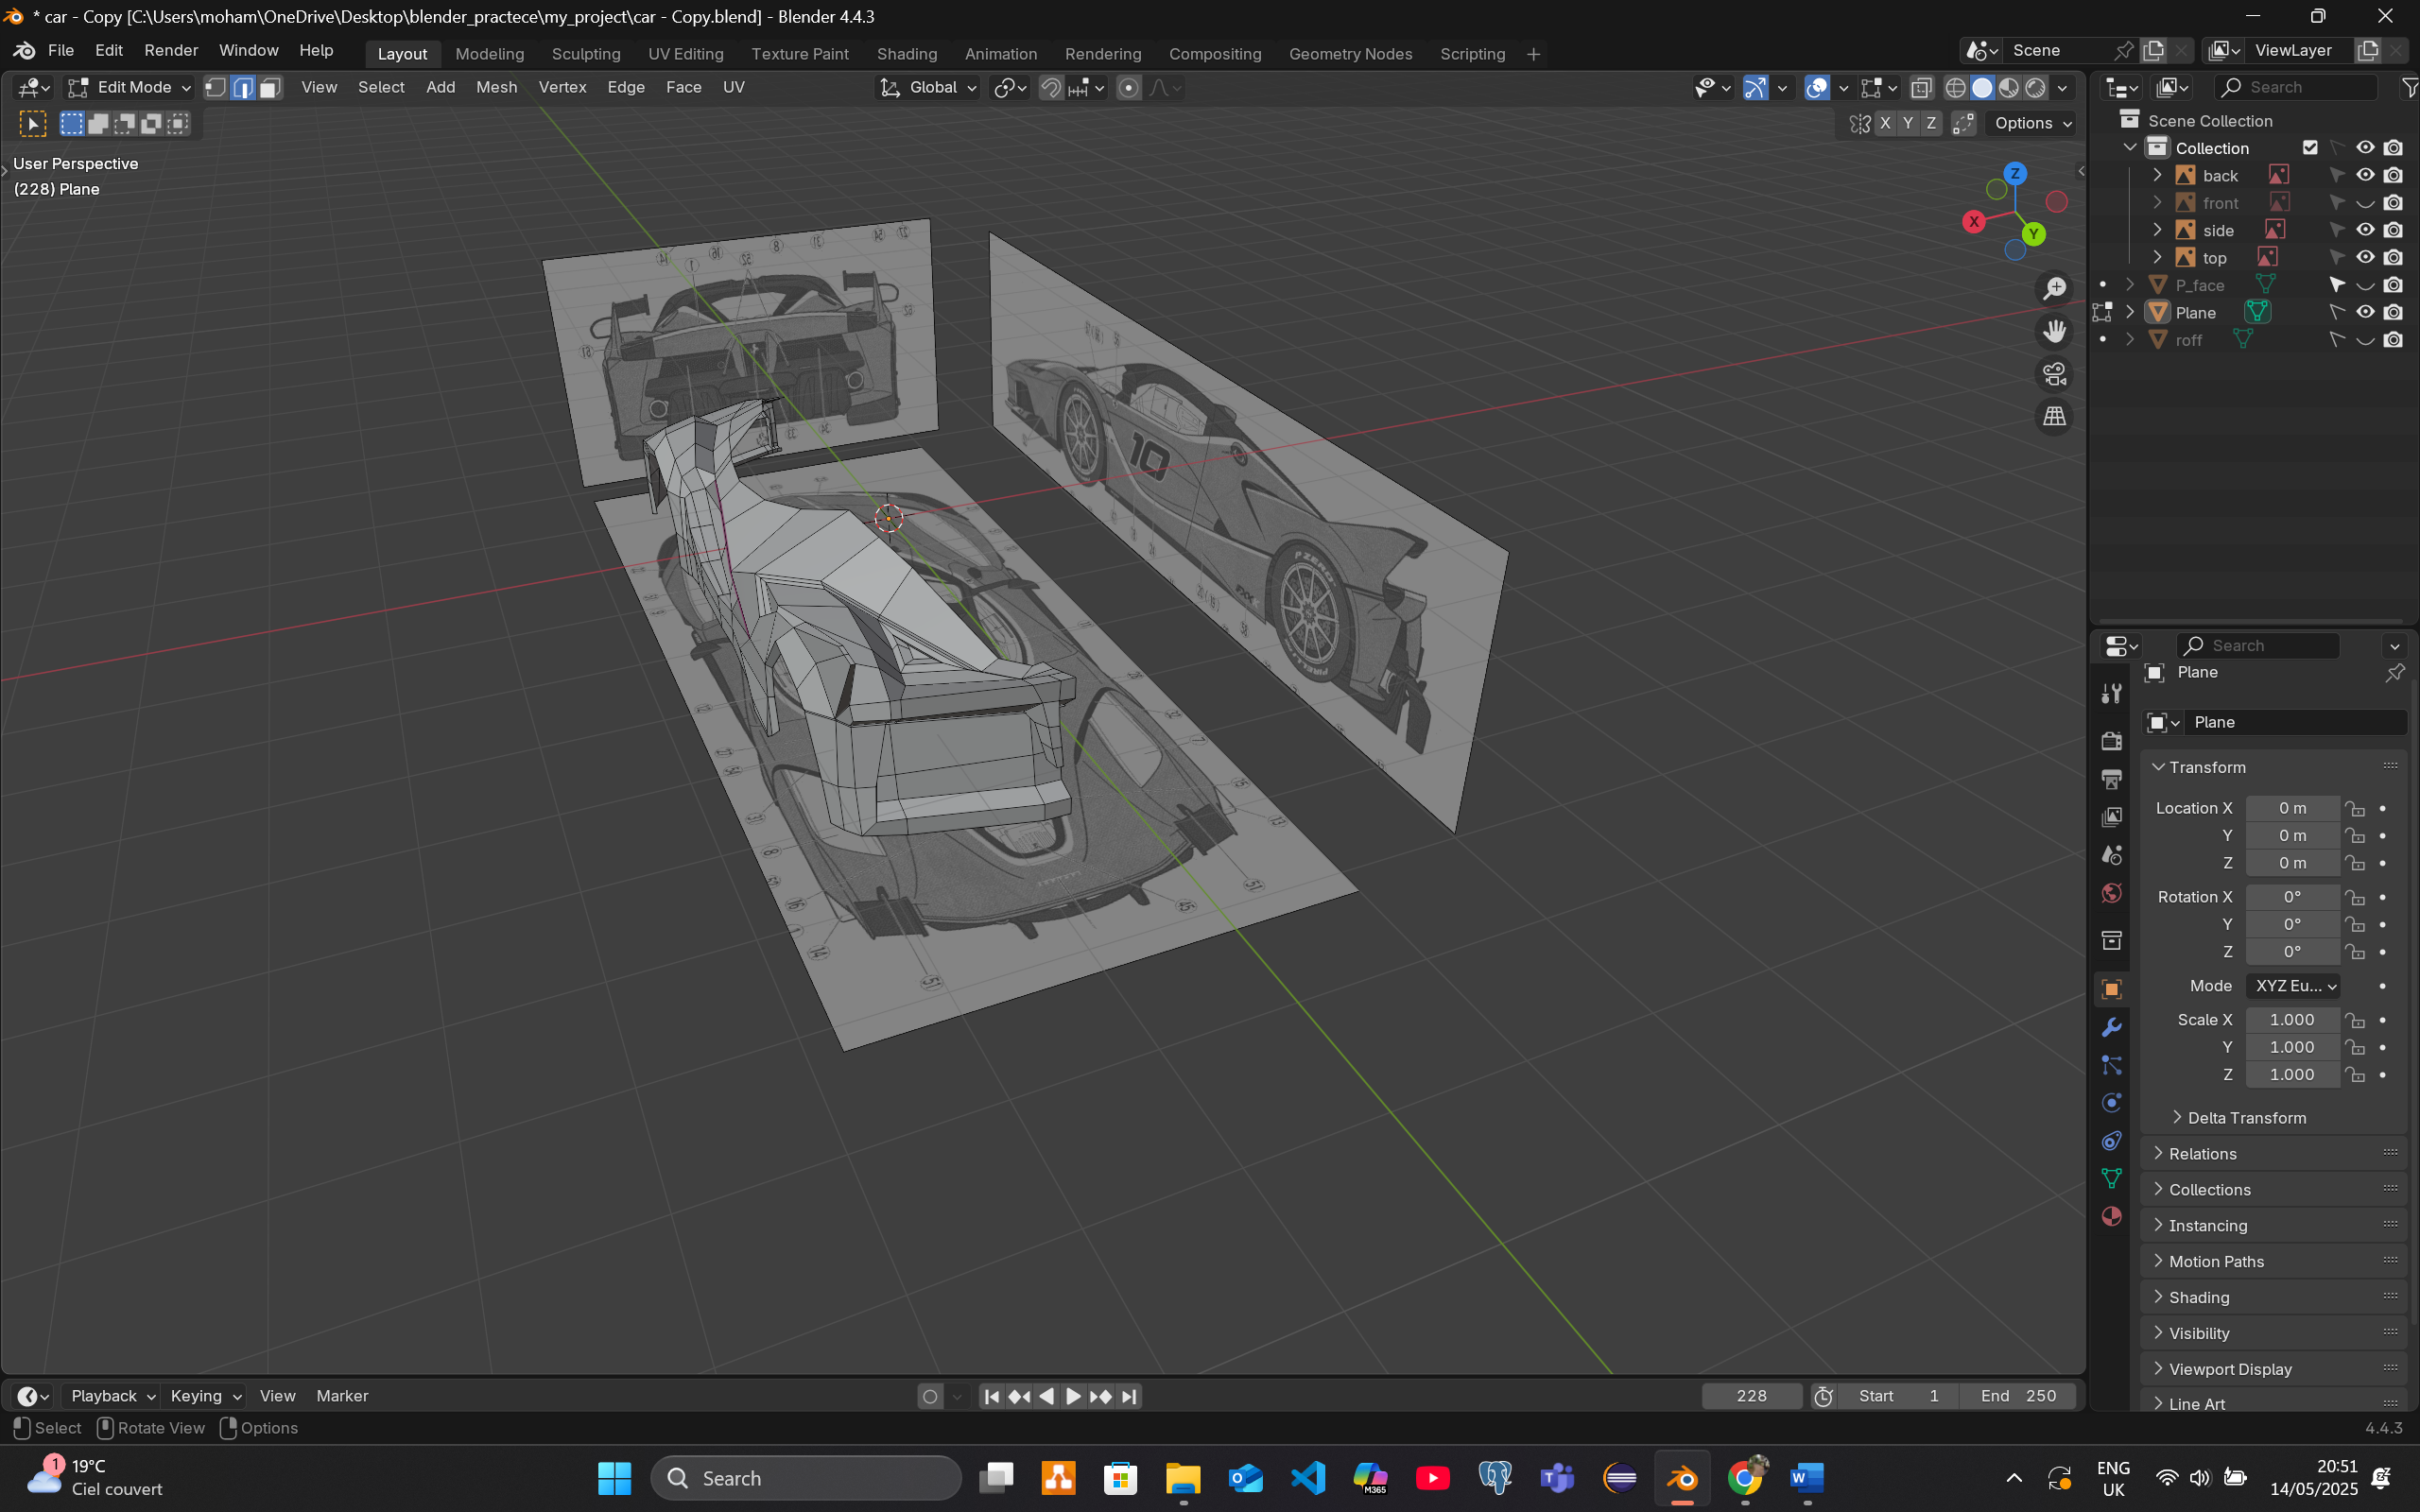 * car - Copy [C:\Users\moham\OneDrive\Desktop\blender_practece\my_project\car - Copy.blend] - Blender 4.4.3
File Edit Render Window Help Layout Modeling Sculpting UV Editing Texture Paint Shading Animation Rendering Compositing Geometry Nodes Scripting + Scene ViewLayer
Edit Mode View Select Add Mesh Vertex Edge Face UV Global Search
X Y Z Options
User Perspective
(228) Plane
Z
X
Y
10
P ZERO
PIRELLI
Scene Collection
Collection
back
front
side
top
P_face
Plane
roff
Search
Plane
Plane
Transform
Location X 0 m
Y 0 m
Z 0 m
Rotation X 0°
Y 0°
Z 0°
Mode XYZ Eu...
Scale X 1.000
Y 1.000
Z 1.000
Delta Transform
Relations
Collections
Instancing
Motion Paths
Shading
Visibility
Viewport Display
Line Art
Playback Keying View Marker 228 Start 1 End 250
Select Rotate View Options 4.4.3
1 19°C
Ciel couvert
Search
M365
ENG
UK
20:51
14/05/2025